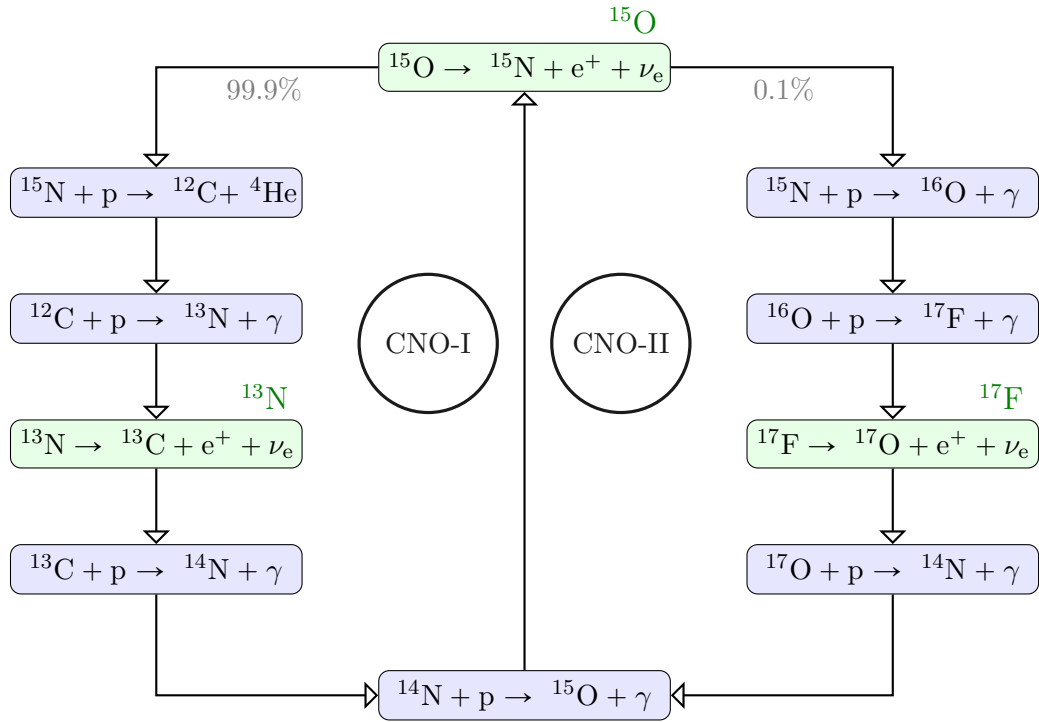 ¹⁵O
¹⁵O → ¹⁵N + e⁺ + νₑ
99.9%
0.1%
¹⁵N + p → ¹²C+ ⁴He
¹⁵N + p → ¹⁶O + γ
¹²C + p → ¹³N + γ
¹⁶O + p → ¹⁷F + γ
CNO-I
CNO-II
¹³N
¹⁷F
¹³N → ¹³C + e⁺ + νₑ
¹⁷F → ¹⁷O + e⁺ + νₑ
¹³C + p → ¹⁴N + γ
¹⁷O + p → ¹⁴N + γ
¹⁴N + p → ¹⁵O + γ